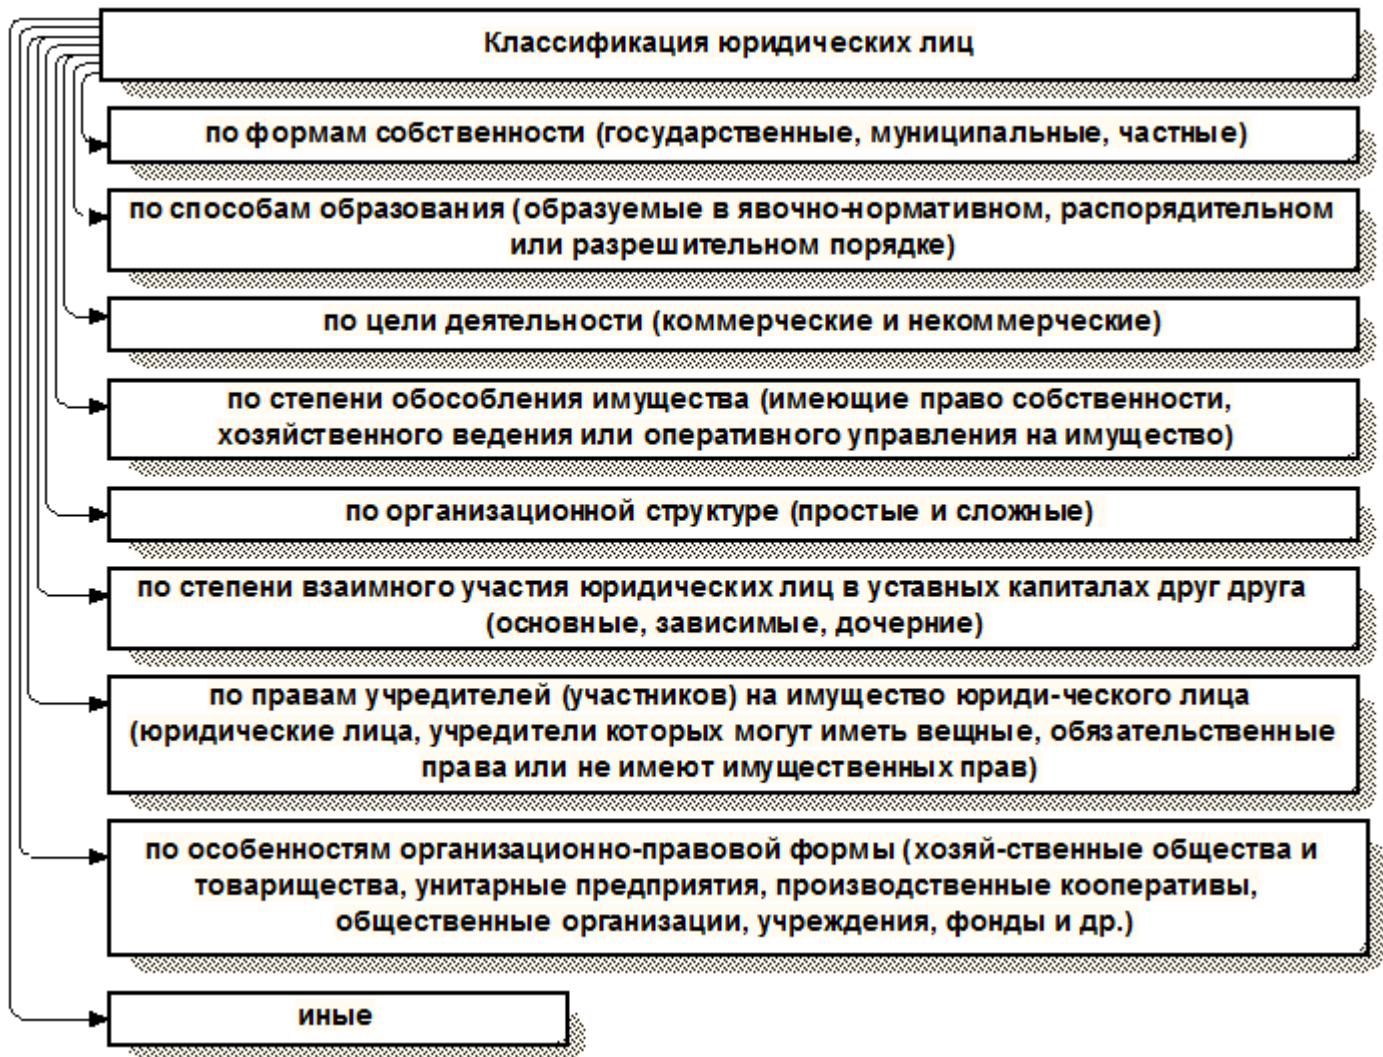 Классификация юридических лиц
по формам собственности (государственные, муниципальные, частные)
по способам образования (образуемые в явочно-нормативном, распорядительном
или разрешительном порядке)
по цели деятельности (коммерческие и некоммерческие)
по степени обособления имущества (имеющие право собственности,
хозяйственного ведения или оперативного управления на имущество)
по организационной структуре (простые и сложные)
по степени взаимного участия юридических лиц в уставных капиталах друг друга
(основные, зависимые, дочерние)
по правам учредителей (участников) на имущество юриди-ческого лица
(юридические лица, учредители которых могут иметь вещные, обязательственные
права или не имеют имущественных прав)
по особенностям организационно-правовой формы (хозяй-ственные общества и
товарищества, унитарные предприятия, производственные кооперативы,
общественные организации, учреждения, фонды и др.)
иные